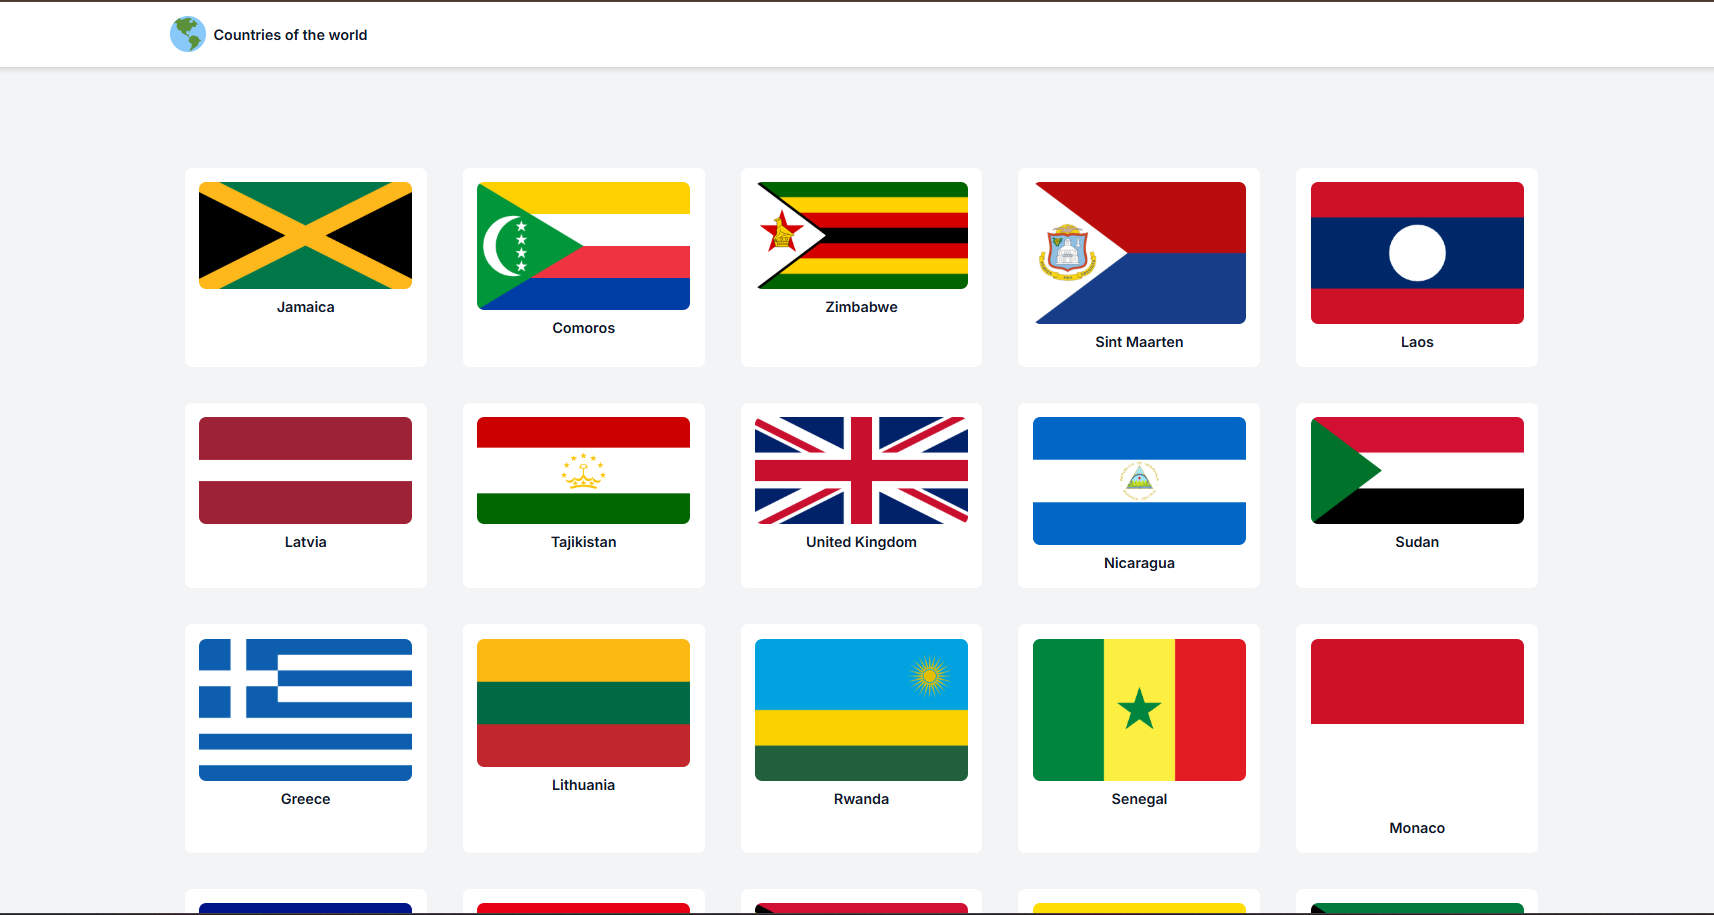 Countries of the world
Jamaica
Comoros
Zimbabwe
Sint Maarten
Laos
Latvia
Tajikistan
United Kingdom
Nicaragua
Sudan
Greece
Lithuania
Rwanda
Senegal
Monaco